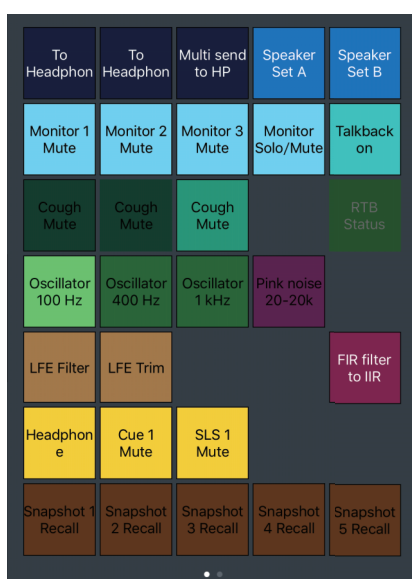 To
Headphon
To
Headphon
Multi send
to HP
Speaker
Set A
Speaker
Set B
Monitor 1
Mute
Monitor 2
Mute
Monitor 3
Mute
Monitor
Solo/Mute
Talkback
on
Cough
Mute
Cough
Mute
Cough
Mute
RTB
Status
Oscillator
100 Hz
Oscillator
400 Hz
Oscillator
1 kHz
Pink noise
20-20k
LFE Filter
LFE Trim
FIR filter
to IIR
Headphon
e
Cue 1
Mute
SLS 1
Mute
Snapshot 1
Recall
Snapshot
2 Recall
Snapshot
3 Recall
Snapshot
4 Recall
Snapshot
5 Recall